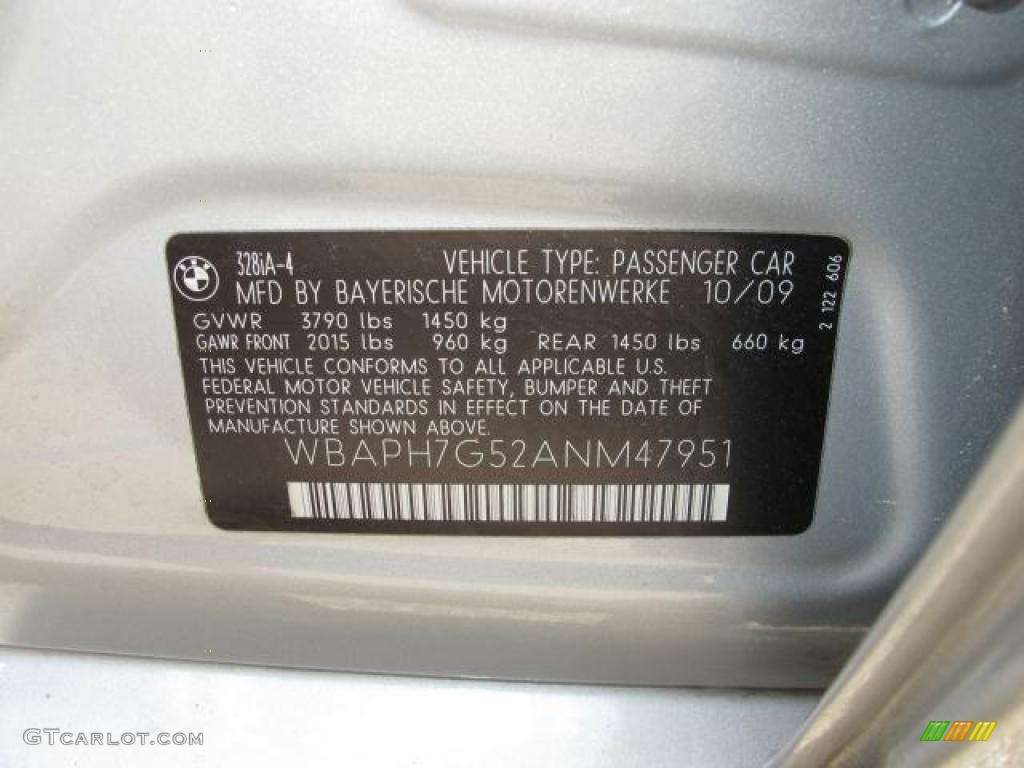 328iA-4 VEHICLE TYPE: PASSENGER CAR
MFD BY BAYERISCHE MOTORENWERKE 10/09
GVWR 3790 lbs 1450 kg
GAWR FRONT 2015 lbs 960 kg REAR 1450 lbs 660 kg
THIS VEHICLE CONFORMS TO ALL APPLICABLE U.S.
FEDERAL MOTOR VEHICLE SAFETY, BUMPER AND THEFT
PREVENTION STANDARDS IN EFFECT ON THE DATE OF
MANUFACTURE SHOWN ABOVE.
WBAPH7G52ANM47951
2 122 606
BMW
GTCarLot.com